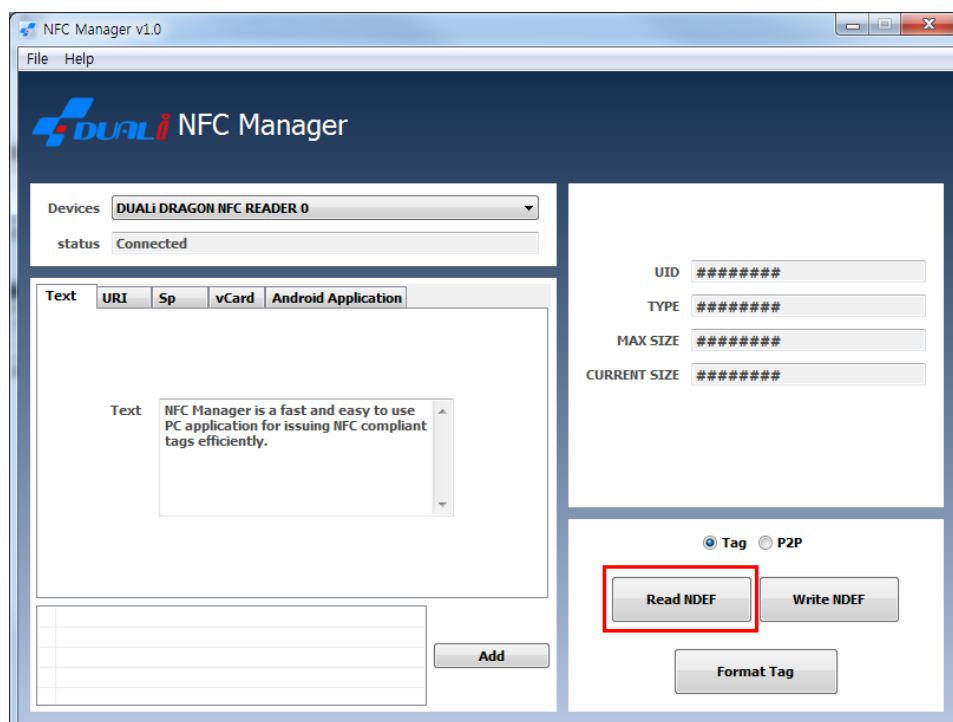 NFC Manager v1.0
File Help
DUALi NFC Manager
Devices DUALi DRAGON NFC READER 0
status Connected
Text URI Sp vCard Android Application
Text NFC Manager is a fast and easy to use
PC application for issuing NFC compliant
tags efficiently.
Add
UID ########
TYPE ########
MAX SIZE ########
CURRENT SIZE ########
Tag P2P
Read NDEF Write NDEF
Format Tag